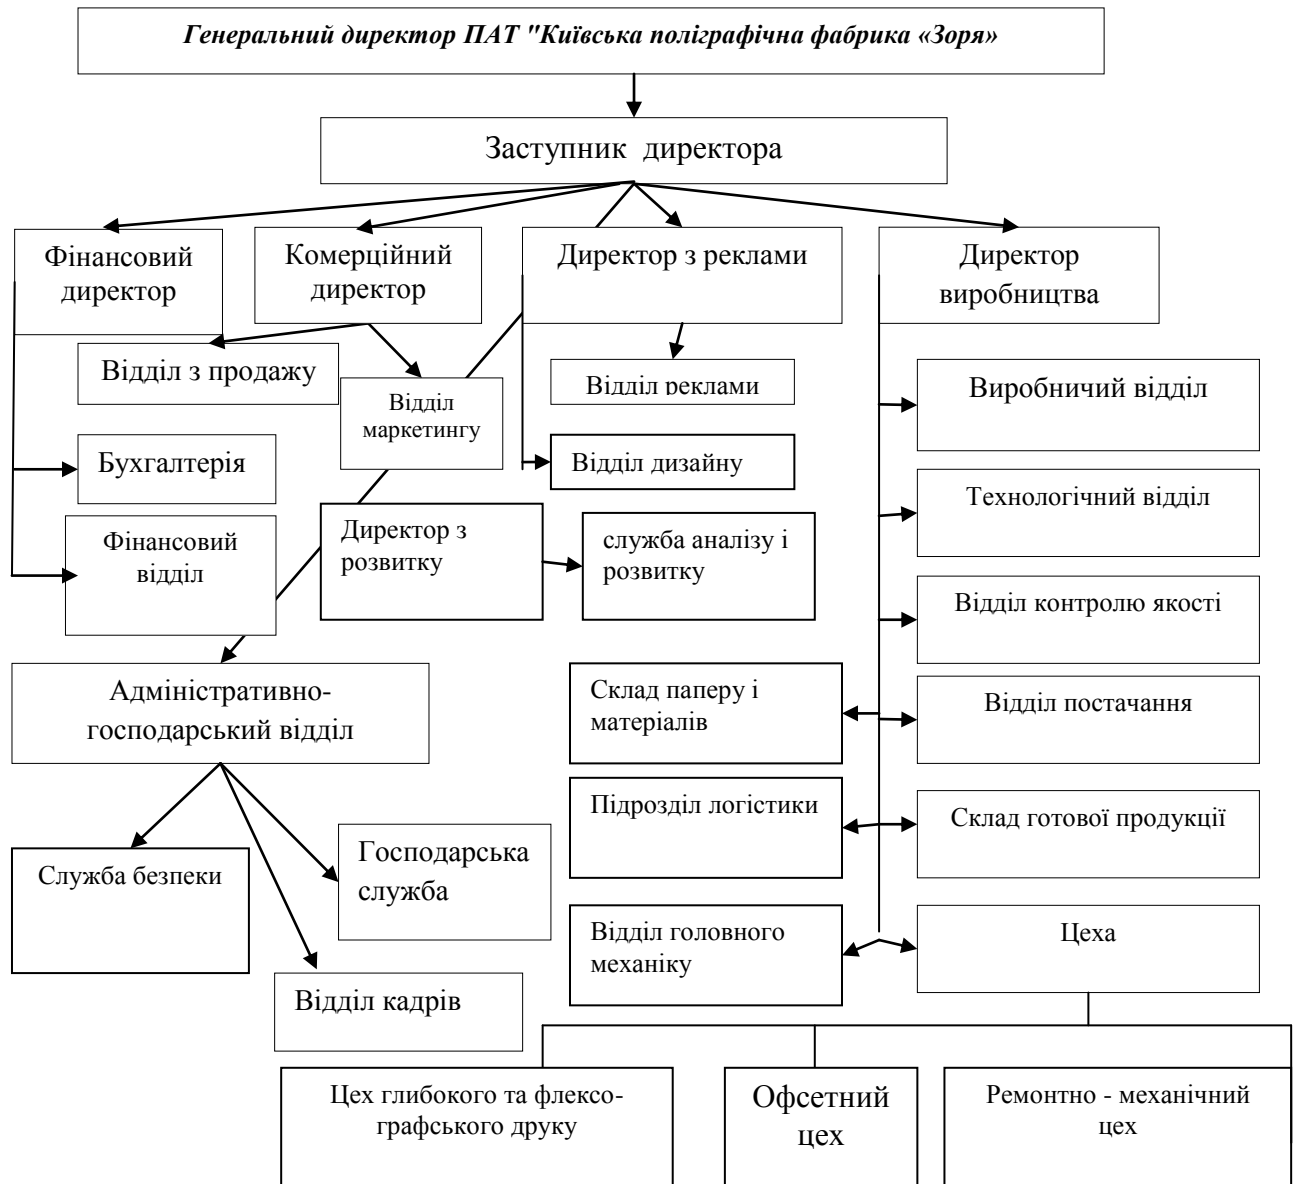 Генеральний директор ПАТ "Київська поліграфічна фабрика «Зоря»
Заступник директора
Фінансовий
директор
Комерційний
директор
Директор з реклами
Директор
виробництва
Відділ з продажу
Відділ
маркетингу
Відділ реклами
Виробничий відділ
Бухгалтерія
Відділ дизайну
Технологічний відділ
Фінансовий
відділ
Директор з
розвитку
служба аналізу і
розвитку
Відділ контролю якості
Адміністративно-
господарський відділ
Склад паперу і
матеріалів
Відділ постачання
Підрозділ логістики
Склад готової продукції
Служба безпеки
Господарська
служба
Відділ головного
механіку
Цеха
Відділ кадрів
Цех глибокого та флексо-
графського друку
Офсетний
цех
Ремонтно - механічний
цех